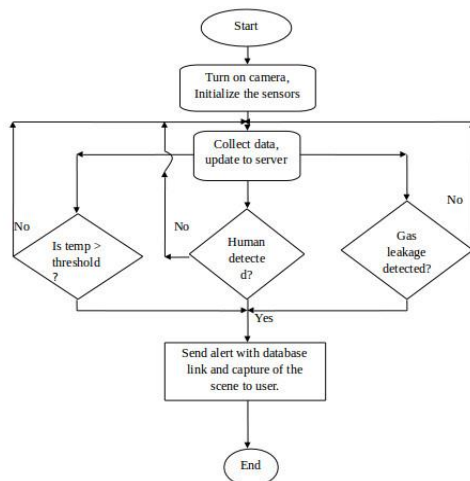 Start
Turn on camera,
Initialize the sensors
Collect data,
update to server
No
No
No
Is temp >
threshold
?
Human
detecte
d?
Gas
leakage
detected?
Yes
Send alert with database
link and capture of the
scene to user.
End